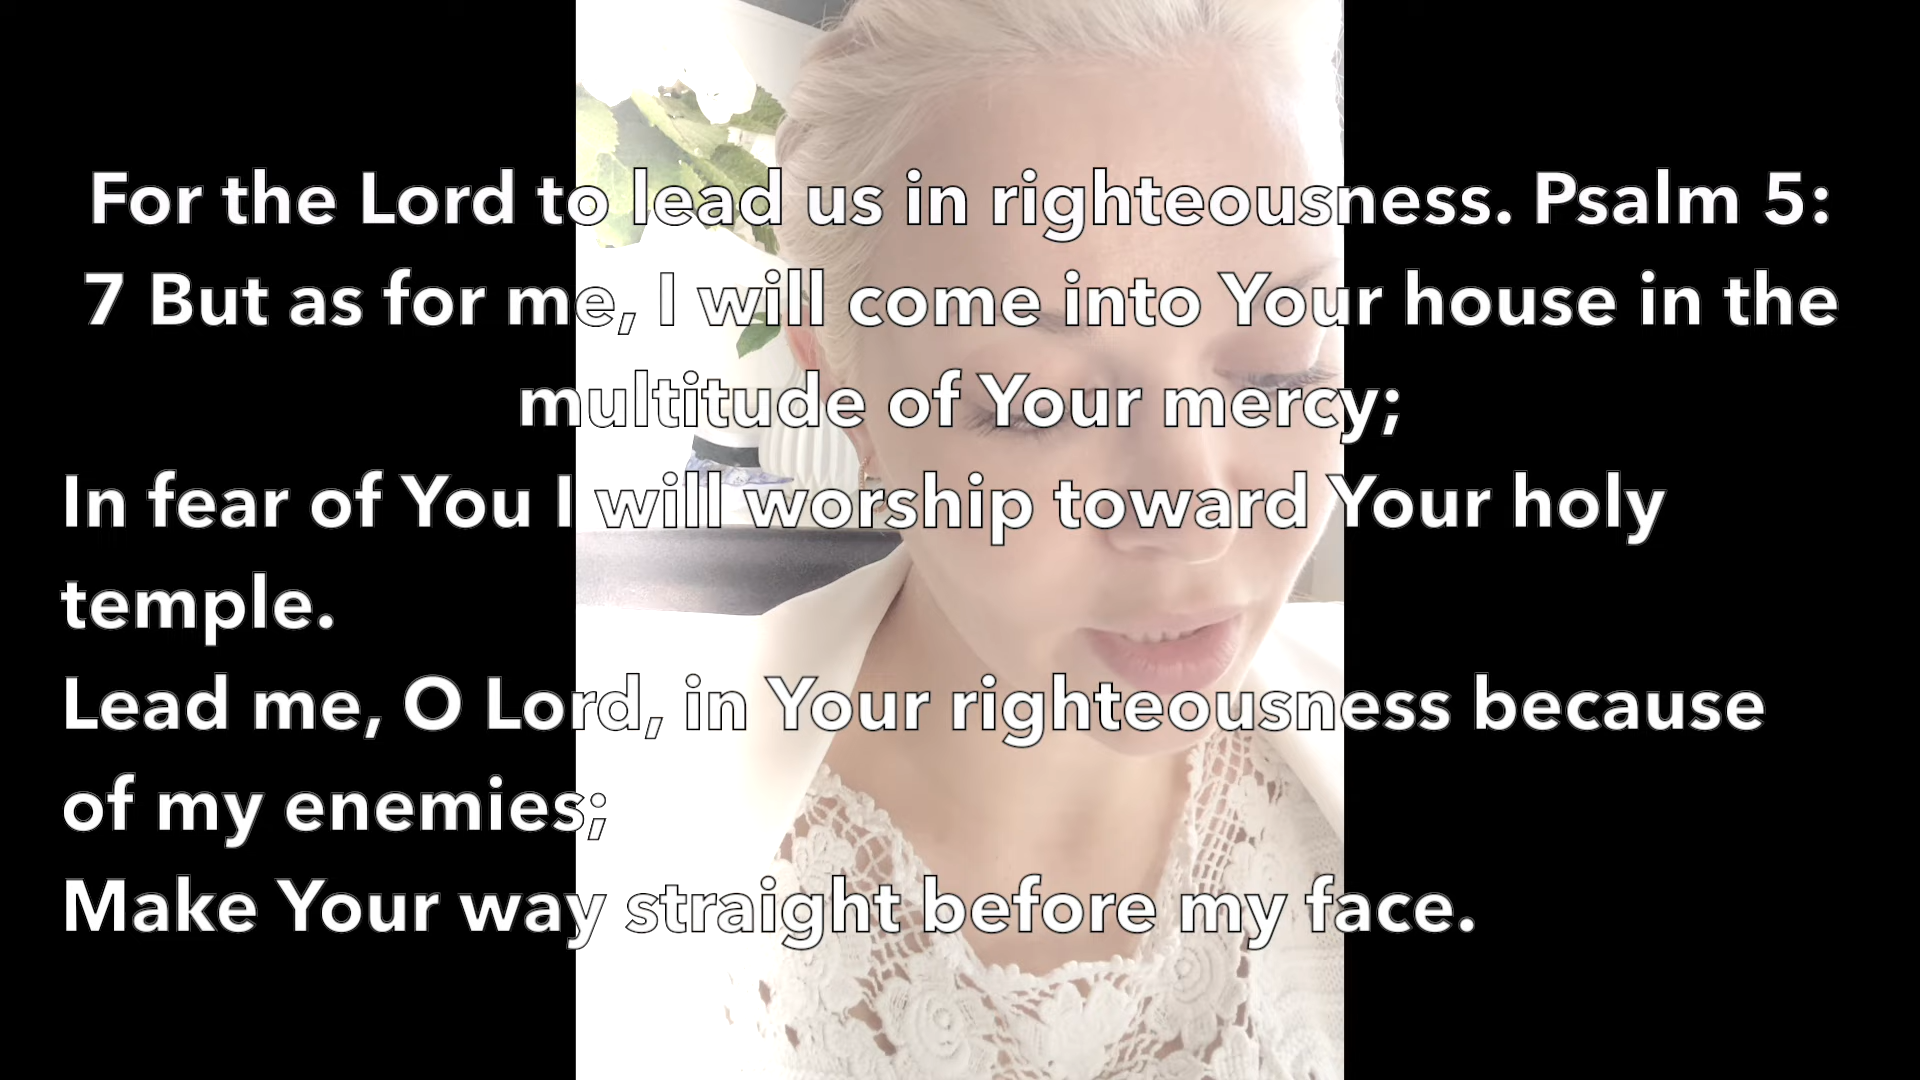 For the Lord to lead us in righteousness. Psalm 5:
7 But as for me, I will come into Your house in the
multitude of Your mercy;
In fear of You I will worship toward Your holy
temple.
Lead me, O Lord, in Your righteousness because
of my enemies;
Make Your way straight before my face.